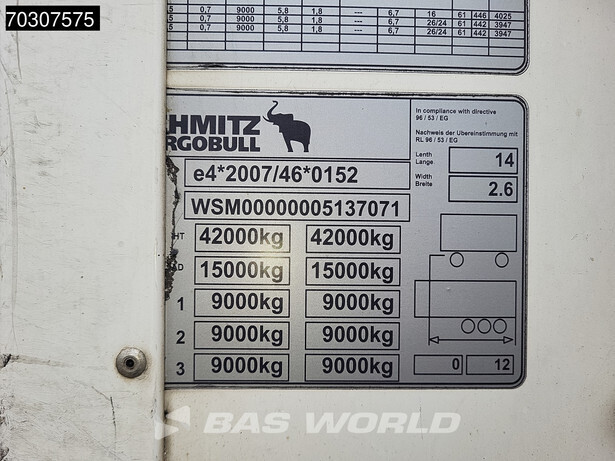 70307575
5 0,7 9000 5,8 1,8 --- 6,7 16 61 446 4025
5 0,7 9000 5,8 1,8 --- 6,7 26/24 61 442 3947
5 0,7 9000 5,8 1,8 --- 6,7 26/24 61 442 3947
HMITZ
RGOBULL
In compliance with directive
96 / 53 / EG
Nachweis der Übereinstimmung mit
RL 96 / 53 / EG
Lenth
Länge 14
Width
Breite 2.6
e4*2007/46*0152
WSM00000005137071
HT 42000kg 42000kg
D 15000kg 15000kg
1 9000kg 9000kg
2 9000kg 9000kg
3 9000kg 9000kg
0 12
BAS WORLD